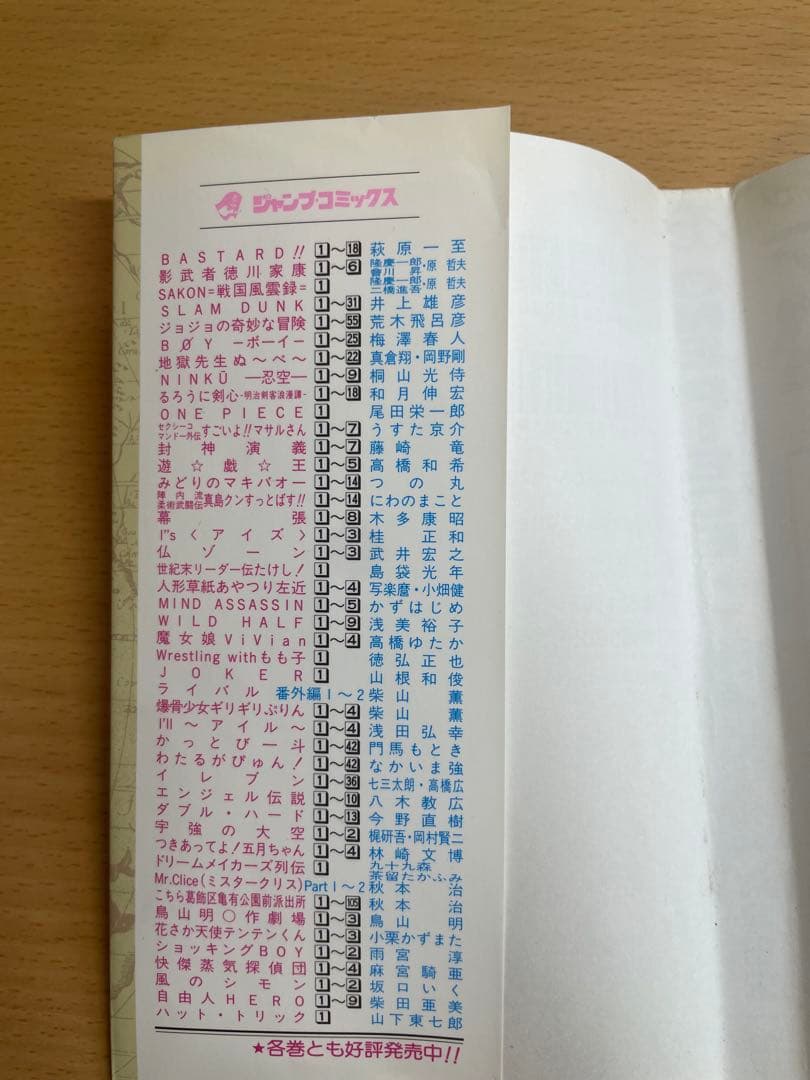 ジャンプ・コミックス
BASTARD!! 1〜18 萩原一至
影武者徳川家康 1〜6 隆慶一郎・原哲夫 會川昇
SAKON=戦国風雲録= 1 隆慶一郎・原哲夫 二橋進吾
SLAM DUNK 1〜31 井上雄彦
ジョジョの奇妙な冒険 1〜55 荒木飛呂彦
BØY ーボーイー 1〜25 梅澤春人
地獄先生ぬ〜べ〜 1〜22 真倉翔・岡野剛
NINKŪ —忍空— 1〜9 桐山光侍
るろうに剣心-明治剣客浪漫譚- 1〜18 和月伸宏
ONE PIECE 1 尾田栄一郎
セクシーコマンドー外伝 すごいよ!!マサルさん 1〜7 うすた京介
封神演義 1〜7 藤崎竜
遊☆戯☆王 1〜5 高橋和希
みどりのマキバオー 1〜14 つの丸
陣内流柔術武闘伝 真島クンすっとばす!! 1〜14 にわのまこと
幕張 1〜8 木多康昭
I"s〈アイズ〉 1〜3 桂正和
仏ゾーン 1〜3 武井宏之
世紀末リーダー伝たけし! 1 島袋光年
人形草紙あやつり左近 1〜4 写楽麿・小畑健
MIND ASSASSIN 1〜5 かずはじめ
WILD HALF 1〜9 浅美裕子
魔女娘ViVian 1〜4 高橋ゆたか
Wrestling withもも子 1 徳弘正也
JOKER 1 山根和俊
ライバル 番外編1〜2 柴山薫
爆骨少女ギリギリぷりん 1〜4 柴山薫
I'll 〜アイル〜 1〜4 浅田弘幸
かっとび一斗 1〜42 門馬もとき
わたるがぴゅん! 1〜42 なかいま強
イレブン 1〜36 七三太朗・高橋広
エンジェル伝説 1〜10 八木教広
ダブル・ハード 1〜13 今野直樹
宇強の大空 1〜2 梶研吾・岡村賢二
つきあってよ!五月ちゃん 1〜4 林崎文博
ドリームメイカーズ列伝 1 九十九森 茶留たかふみ
Mr.Clice(ミスタークリス) Part 1〜2 秋本治
こちら葛飾区亀有公園前派出所 1〜105 秋本治
鳥山明○作劇場 1〜3 鳥山明
花さか天使テンテンくん 1〜3 小栗かずまた
ショッキングBOY 1〜2 雨宮淳
快傑蒸気探偵団 1〜4 麻宮騎亜
風のシモン 1〜2 坂口いく
自由人HERO 1〜9 柴田亜美
ハット・トリック 1 山下東七郎
★各巻とも好評発売中!!